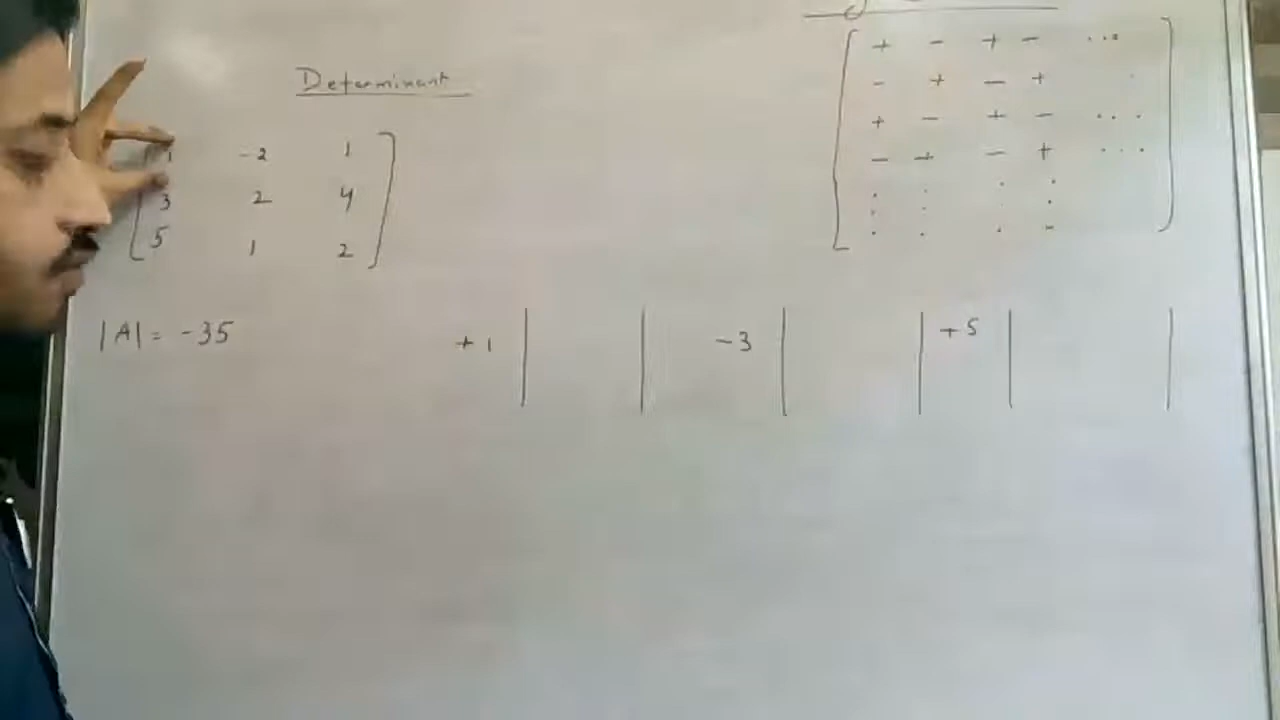 Determinant
1 -2 1
3 2 4
5 1 2
+ - + - ...
- + - +
+ - + - ...
- + - + ...
|A| = -35 +1 | | -3 | | +5 | |